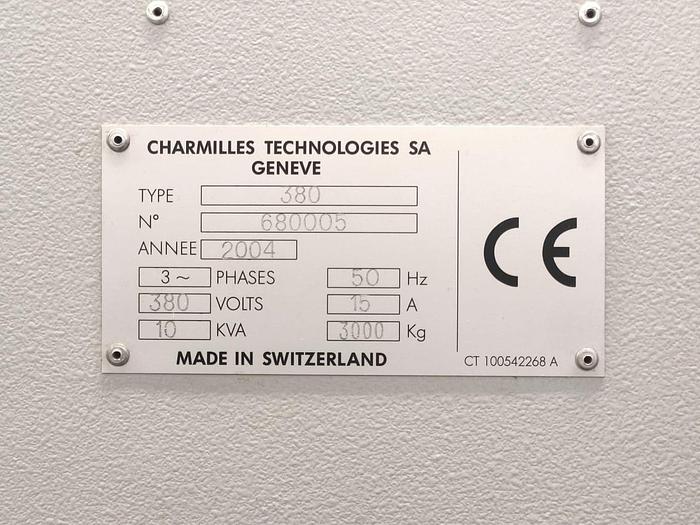 CHARMILLES TECHNOLOGIES SA
GENEVE
TYPE 380
N° 680005
ANNEE 2004
3 ~ PHASES 50 Hz
380 VOLTS 15 A
10 KVA 3000 Kg
MADE IN SWITZERLAND
CE
CT 100542268 A